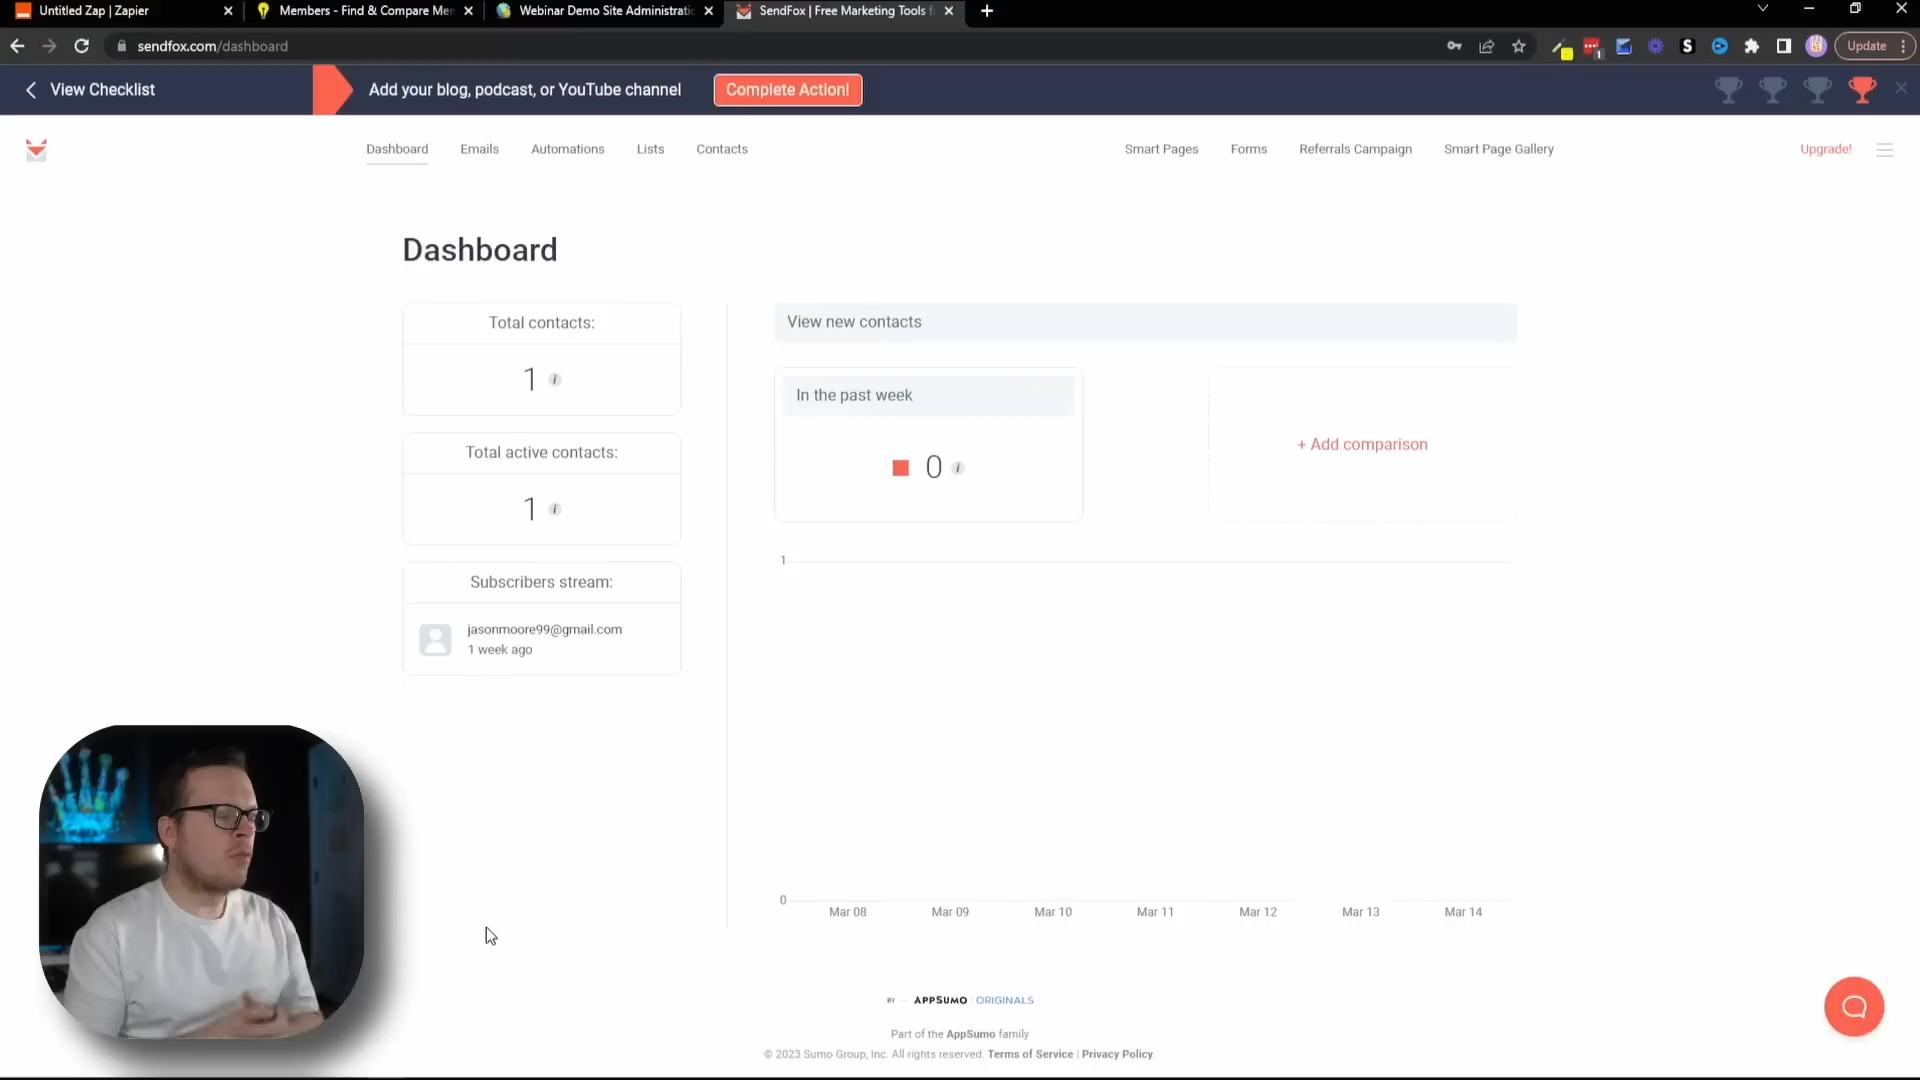 Untitled Zap | Zapier
Members - Find & Compare Mem
Webinar Demo Site Administratio
SendFox | Free Marketing Tools f
sendfox.com/dashboard
1
Update
View Checklist
Add your blog, podcast, or YouTube channel
Complete Action!
Dashboard
Emails
Automations
Lists
Contacts
Smart Pages
Forms
Referrals Campaign
Smart Page Gallery
Upgrade!
Dashboard
Total contacts:
1 i
Total active contacts:
1 i
Subscribers stream:
jasonmoore99@gmail.com
1 week ago
View new contacts
In the past week
0 i
+ Add comparison
1
0
Mar 08
Mar 09
Mar 10
Mar 11
Mar 12
Mar 13
Mar 14
BY — APPSUMO | ORIGINALS
Part of the AppSumo family
© 2023 Sumo Group, Inc. All rights reserved. Terms of Service | Privacy Policy.